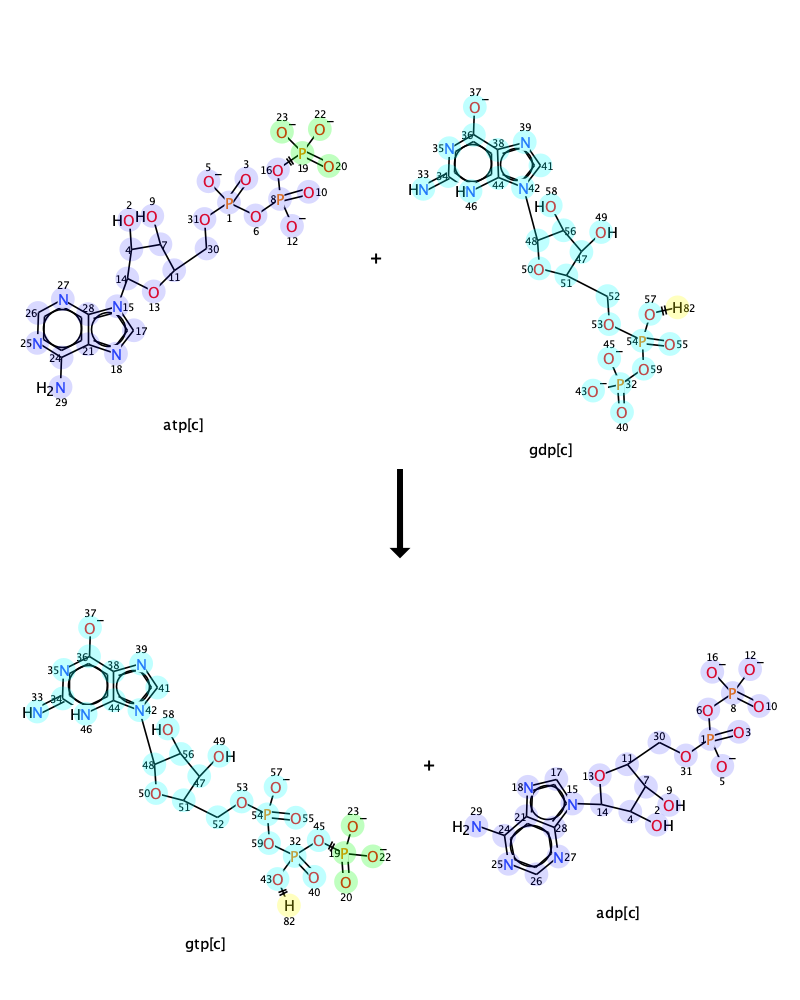 23 22
O− O−
16 P
O 19 O 20
5 3
O− O 8 O 10
2 9 P
HO HO 31 O P
1 O O−
6 12
4 7 30
14 11
O
13
27 N 28 N 15
26 17
25 N 21 N
24 18
H2N
29
atp[c]
+
37
O−
36 39
35 N 38 N
33 34 41
HN HN 44 N 42
46
58
HO 49
56 OH
48 47
50 O
51
52 57
O H 82
53 O 54 P O 55
45
O− O 59
43 O− P 32
O
40
gdp[c]
37
O−
36 39
35 N 38 N
33 34 41
HN HN 44 N 42
46
58
HO 49
56 OH
48 47
50 O 53 57
51 O O−
52 54 P O 55 23
45 O−
59 O 32 O
P 19 P O− 22
43 O O O
40 20
H
82
gtp[c]
+
16 12
O− O−
P
6 O 8 O 10
30 1 P O 3
O O−
31 5
11
17 13 O
18 N 15 7 9
N 2 OH
29 21 14 4 OH
H2N 24 28
25 N N 27
26
adp[c]